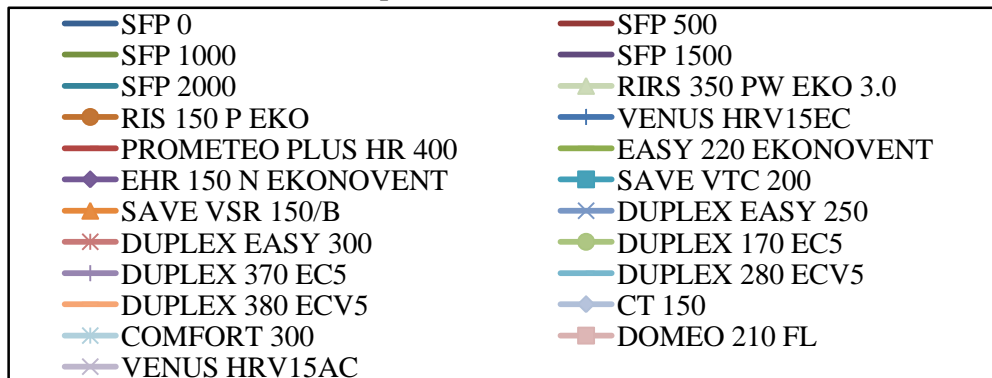 SFP 0 SFP 500
SFP 1000 SFP 1500
SFP 2000 RIRS 350 PW EKO 3.0
RIS 150 P EKO VENUS HRV15EC
PROMETEO PLUS HR 400 EASY 220 EKONOVENT
EHR 150 N EKONOVENT SAVE VTC 200
SAVE VSR 150/B DUPLEX EASY 250
DUPLEX EASY 300 DUPLEX 170 EC5
DUPLEX 370 EC5 DUPLEX 280 ECV5
DUPLEX 380 ECV5 CT 150
COMFORT 300 DOMEO 210 FL
VENUS HRV15AC